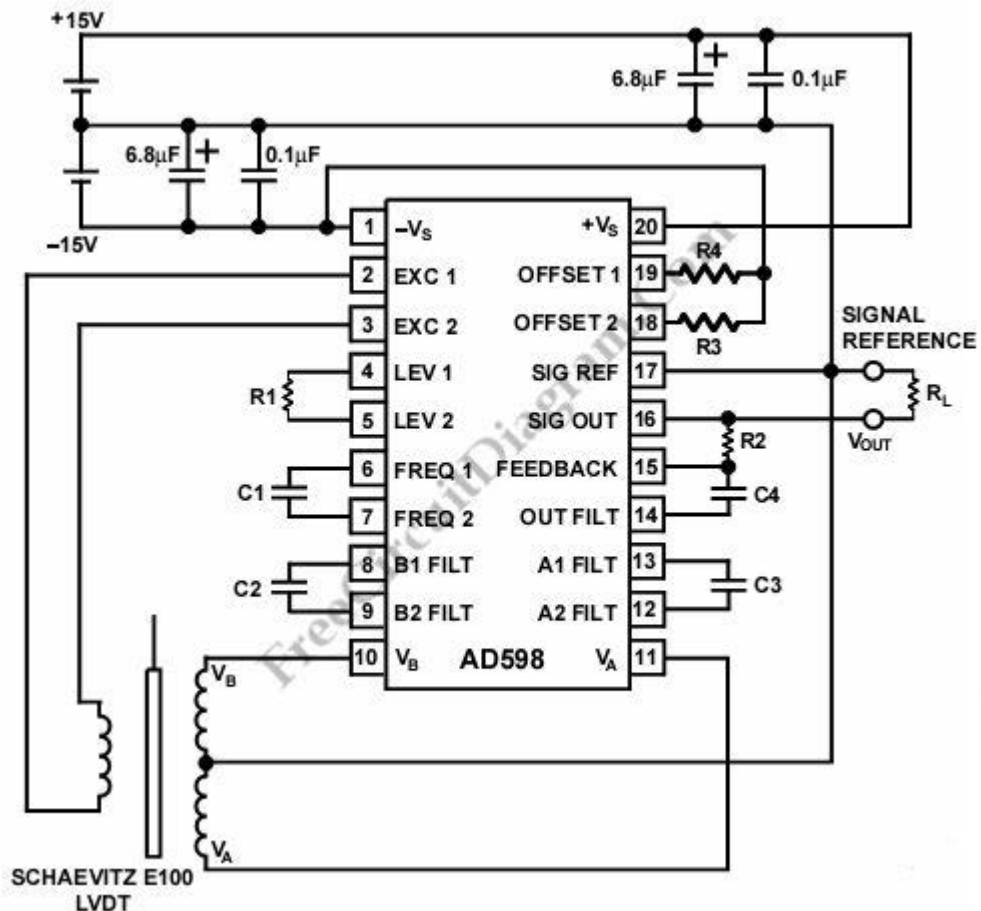 +15V
6.8μF +
0.1μF
6.8μF +
0.1μF
–15V
1 –VS
+VS 20
2 EXC 1
OFFSET 1 19
R4
3 EXC 2
OFFSET 2 18
R3
SIGNAL
REFERENCE
4 LEV 1
SIG REF 17
R1
RL
5 LEV 2
SIG OUT 16
R2
VOUT
6 FREQ 1
FEEDBACK 15
C1
C4
7 FREQ 2
OUT FILT 14
8 B1 FILT
A1 FILT 13
C2
C3
9 B2 FILT
A2 FILT 12
10 VB
AD598
VA 11
VB
VA
SCHAEVITZ E100
LVDT
FreeCircuitDiagram.Com